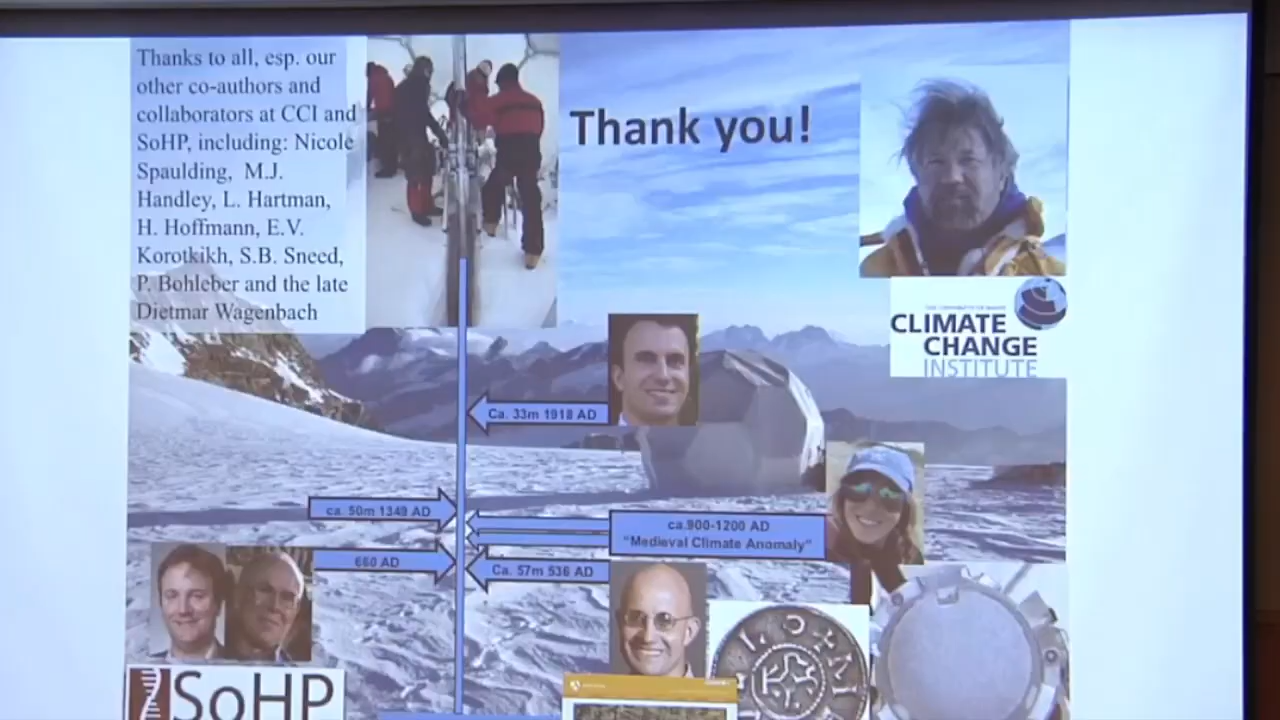 Thanks to all, esp. our
other co-authors and
collaborators at CCI and
SoHP, including: Nicole
Spaulding, M.J.
Handley, L. Hartman,
H. Hoffmann, E.V.
Korotkikh, S.B. Sneed,
P. Bohleber and the late
Dietmar Wagenbach
Thank you!
CLIMATE
CHANGE
INSTITUTE
Ca. 33m 1918 AD
ca. 50m 1349 AD
ca.900-1200 AD
"Medieval Climate Anomaly"
660 AD
Ca. 57m 536 AD
SoHP